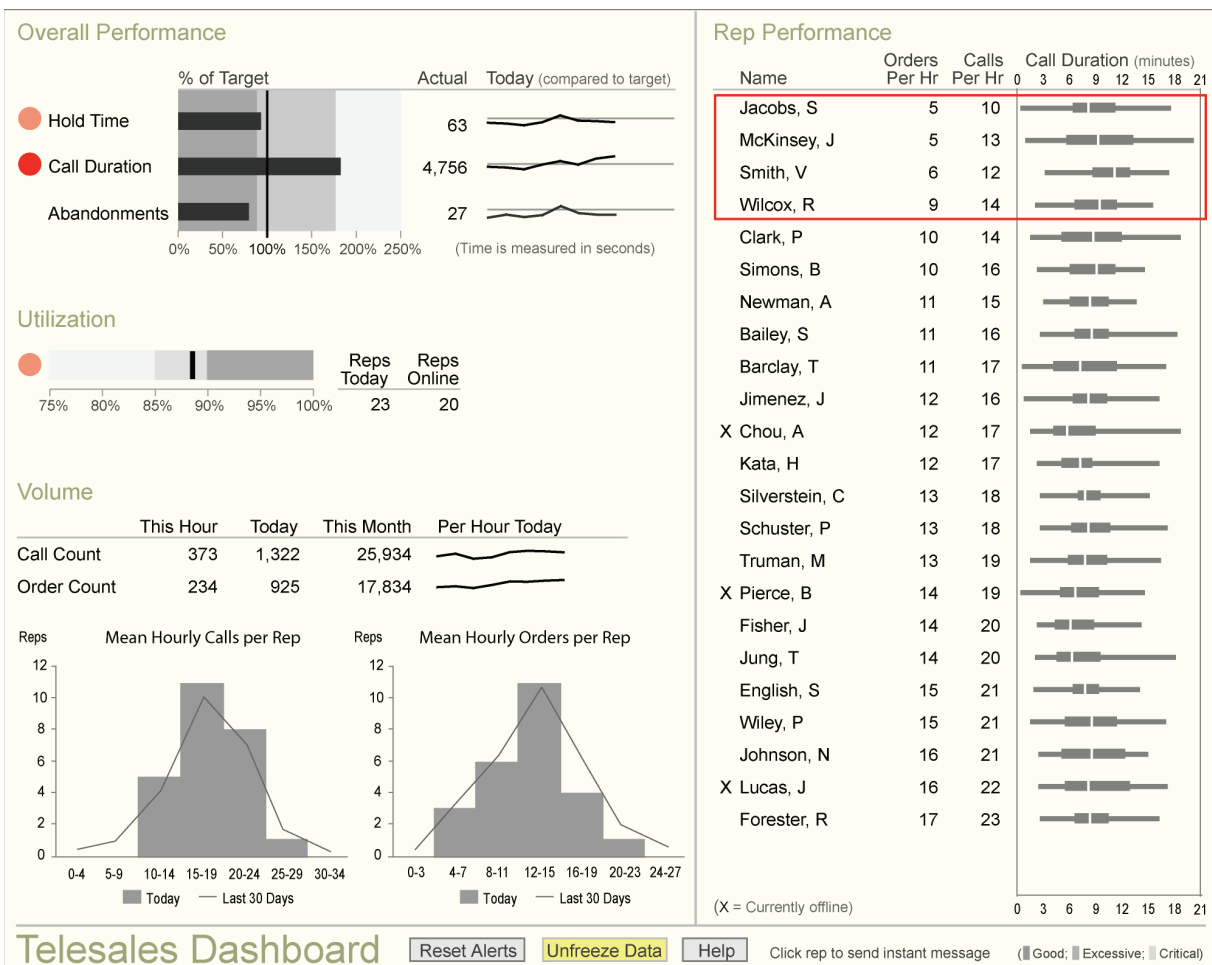 Overall Performance
% of Target Actual Today (compared to target)
Hold Time 63
Call Duration 4,756
Abandonments 27
0% 50% 100% 150% 200% 250% (Time is measured in seconds)
Utilization
Reps Today Reps Online
75% 80% 85% 90% 95% 100% 23 20
Volume
This Hour Today This Month Per Hour Today
Call Count 373 1,322 25,934
Order Count 234 925 17,834
Reps Mean Hourly Calls per Rep
12
10
8
6
4
2
0
0-4 5-9 10-14 15-19 20-24 25-29 30-34
Today Last 30 Days
Reps Mean Hourly Orders per Rep
12
10
8
6
4
2
0
0-3 4-7 8-11 12-15 16-19 20-23 24-27
Today Last 30 Days
Rep Performance
Orders Calls Call Duration (minutes)
Name Per Hr Per Hr 0 3 6 9 12 15 18 21
Jacobs, S 5 10
McKinsey, J 5 13
Smith, V 6 12
Wilcox, R 9 14
Clark, P 10 14
Simons, B 10 16
Newman, A 11 15
Bailey, S 11 16
Barclay, T 11 17
Jimenez, J 12 16
X Chou, A 12 17
Kata, H 12 17
Silverstein, C 13 18
Schuster, P 13 18
Truman, M 13 19
X Pierce, B 14 19
Fisher, J 14 20
Jung, T 14 20
English, S 15 21
Wiley, P 15 21
Johnson, N 16 21
X Lucas, J 16 22
Forester, R 17 23
(X = Currently offline) 0 3 6 9 12 15 18 21
Telesales Dashboard Reset Alerts Unfreeze Data Help Click rep to send instant message (Good; Excessive; Critical)